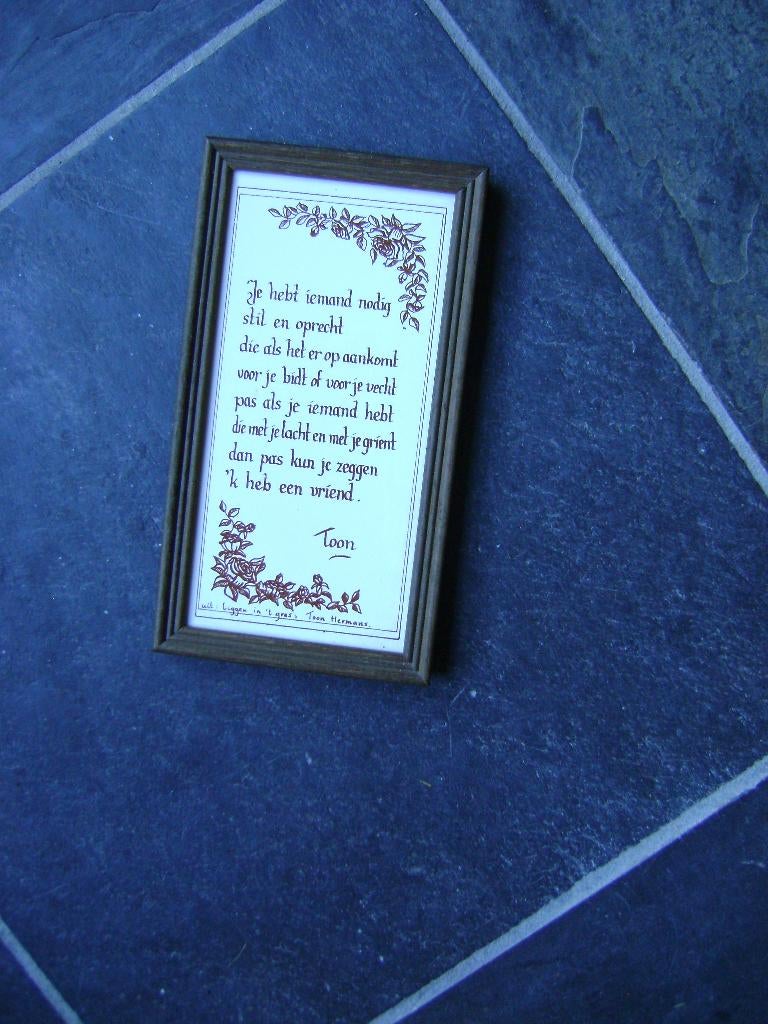 Je hebt iemand nodig
stil en oprecht
die als het er op aankomt
voor je bidt of voor je vecht
pas als je iemand hebt
die met je lacht en met je grient
dan pas kun je zeggen
'k heb een vriend.
Toon
uit: Liggen in 't gras, Toon Hermans.